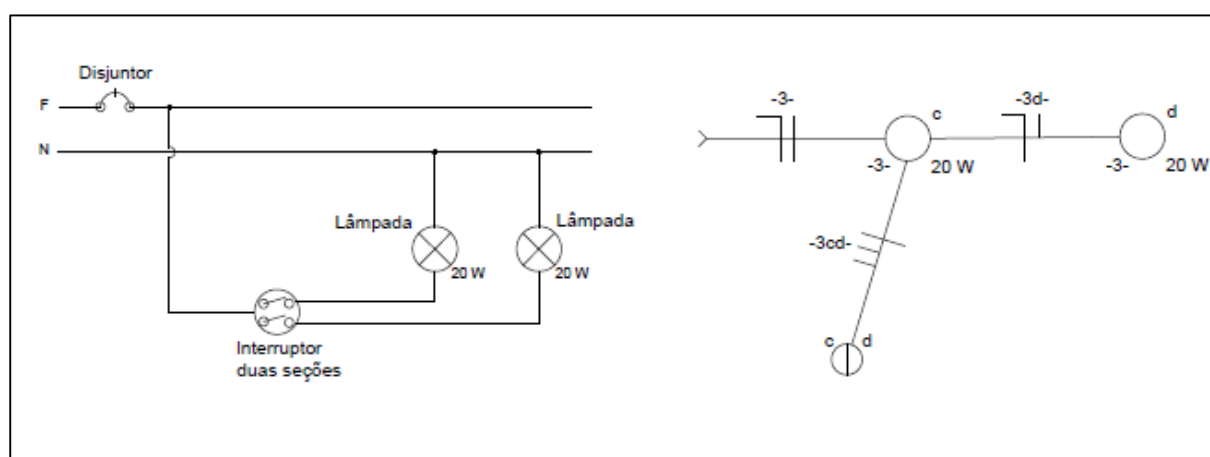 Disjuntor
F
N
Lâmpada
Lâmpada
20 W
20 W
Interruptor
duas seções
-3-
c
-3-
20 W
-3d-
d
-3-
20 W
-3cd-
c
d